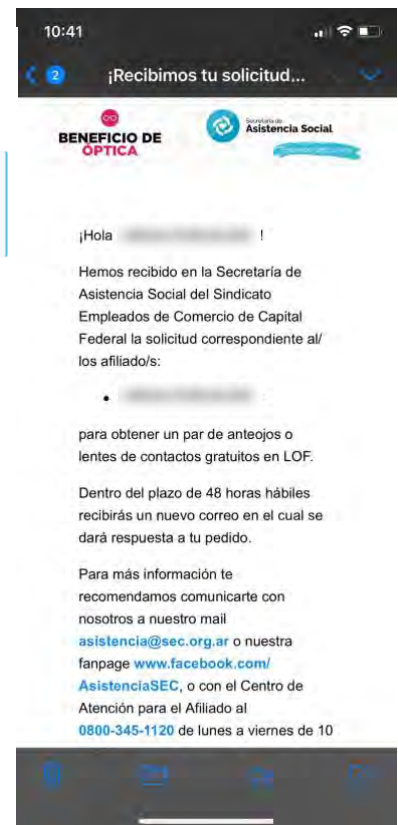 10:41
2
¡Recibimos tu solicitud...
BENEFICIO DE
ÓPTICA
Secretaría de
Asistencia Social
¡Hola !
Hemos recibido en la Secretaría de
Asistencia Social del Sindicato
Empleados de Comercio de Capital
Federal la solicitud correspondiente al/
los afiliado/s:
•
para obtener un par de anteojos o
lentes de contactos gratuitos en LOF.
Dentro del plazo de 48 horas hábiles
recibirás un nuevo correo en el cual se
dará respuesta a tu pedido.
Para más información te
recomendamos comunicarte con
nosotros a nuestro mail
asistencia@sec.org.ar o nuestra
fanpage www.facebook.com/
AsistenciaSEC, o con el Centro de
Atención para el Afiliado al
0800-345-1120 de lunes a viernes de 10